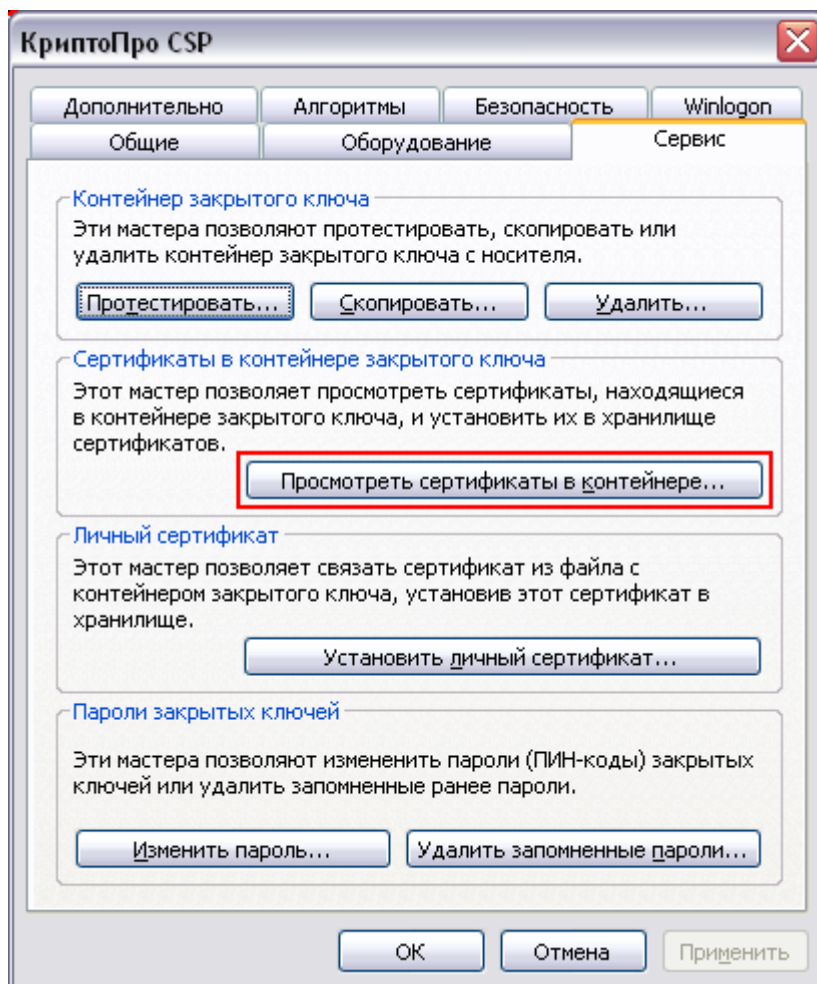 КриптоПро CSP
Дополнительно Алгоритмы Безопасность Winlogon
Общие Оборудование Сервис
Контейнер закрытого ключа
Эти мастера позволяют протестировать, скопировать или
удалить контейнер закрытого ключа с носителя.
Протестировать... Скопировать... Удалить...
Сертификаты в контейнере закрытого ключа
Этот мастер позволяет просмотреть сертификаты, находящиеся
в контейнере закрытого ключа, и установить их в хранилище
сертификатов.
Просмотреть сертификаты в контейнере...
Личный сертификат
Этот мастер позволяет связать сертификат из файла с
контейнером закрытого ключа, установив этот сертификат в
хранилище.
Установить личный сертификат...
Пароли закрытых ключей
Эти мастера позволяют измененить пароли (ПИН-коды) закрытых
ключей или удалить запомненные ранее пароли.
Изменить пароль... Удалить запомненные пароли...
ОК Отмена Применить